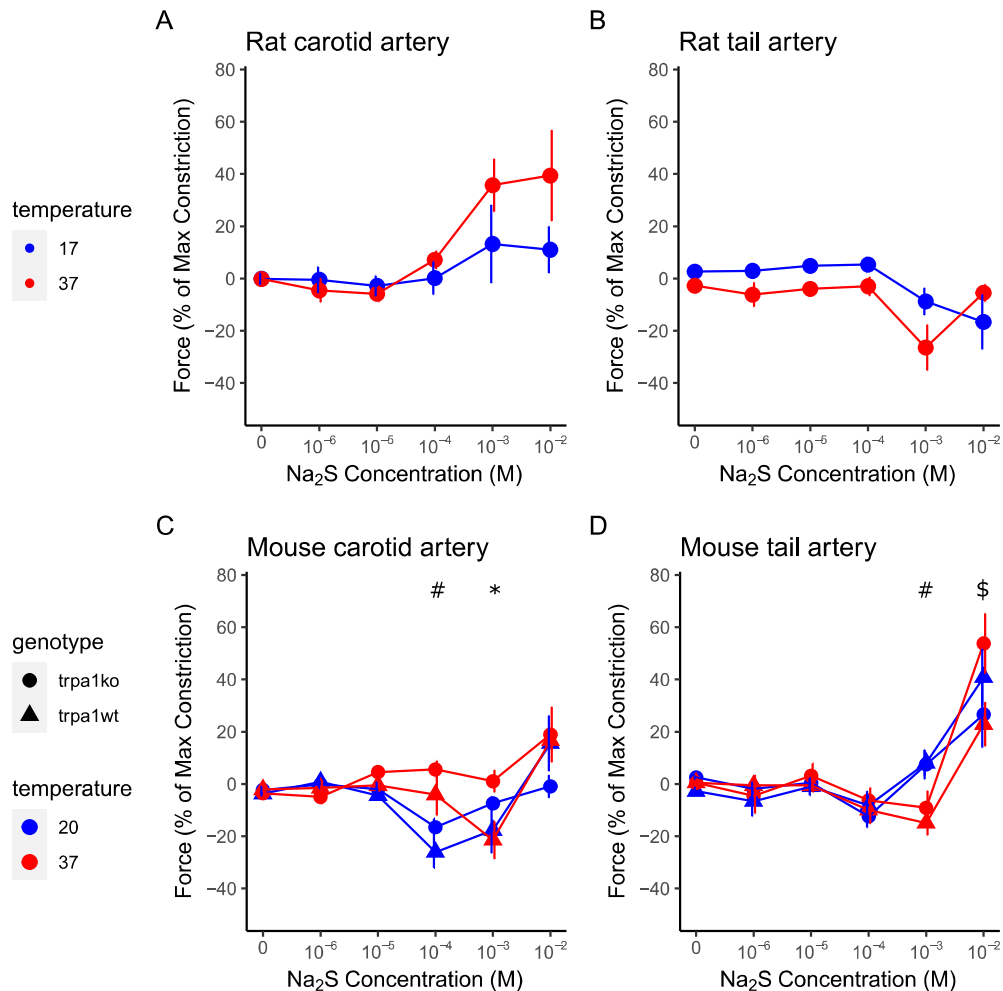 A
Rat carotid artery
Force (% of Max Constriction)
80
60
40
20
0
−20
−40
0 10⁻⁶ 10⁻⁵ 10⁻⁴ 10⁻³ 10⁻²
Na₂S Concentration (M)
B
Rat tail artery
Force (% of Max Constriction)
80
60
40
20
0
−20
−40
0 10⁻⁶ 10⁻⁵ 10⁻⁴ 10⁻³ 10⁻²
Na₂S Concentration (M)
temperature
17
37
C
Mouse carotid artery
# *
Force (% of Max Constriction)
80
60
40
20
0
−20
−40
0 10⁻⁶ 10⁻⁵ 10⁻⁴ 10⁻³ 10⁻²
Na₂S Concentration (M)
D
Mouse tail artery
# $
Force (% of Max Constriction)
80
60
40
20
0
−20
−40
0 10⁻⁶ 10⁻⁵ 10⁻⁴ 10⁻³ 10⁻²
Na₂S Concentration (M)
genotype
trpa1ko
trpa1wt
temperature
20
37